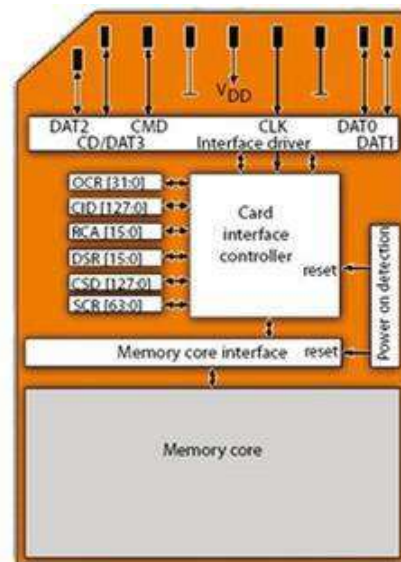 VDD
DAT2 CMD CLK DAT0
CD/DAT3 Interface driver DAT1
OCR [31:0]
CID [127:0]
RCA [15:0]
DSR [15:0]
CSD [127:0]
SCR [63:0]
Card
interface
controller
reset
Power on detection
Memory core interface reset
Memory core